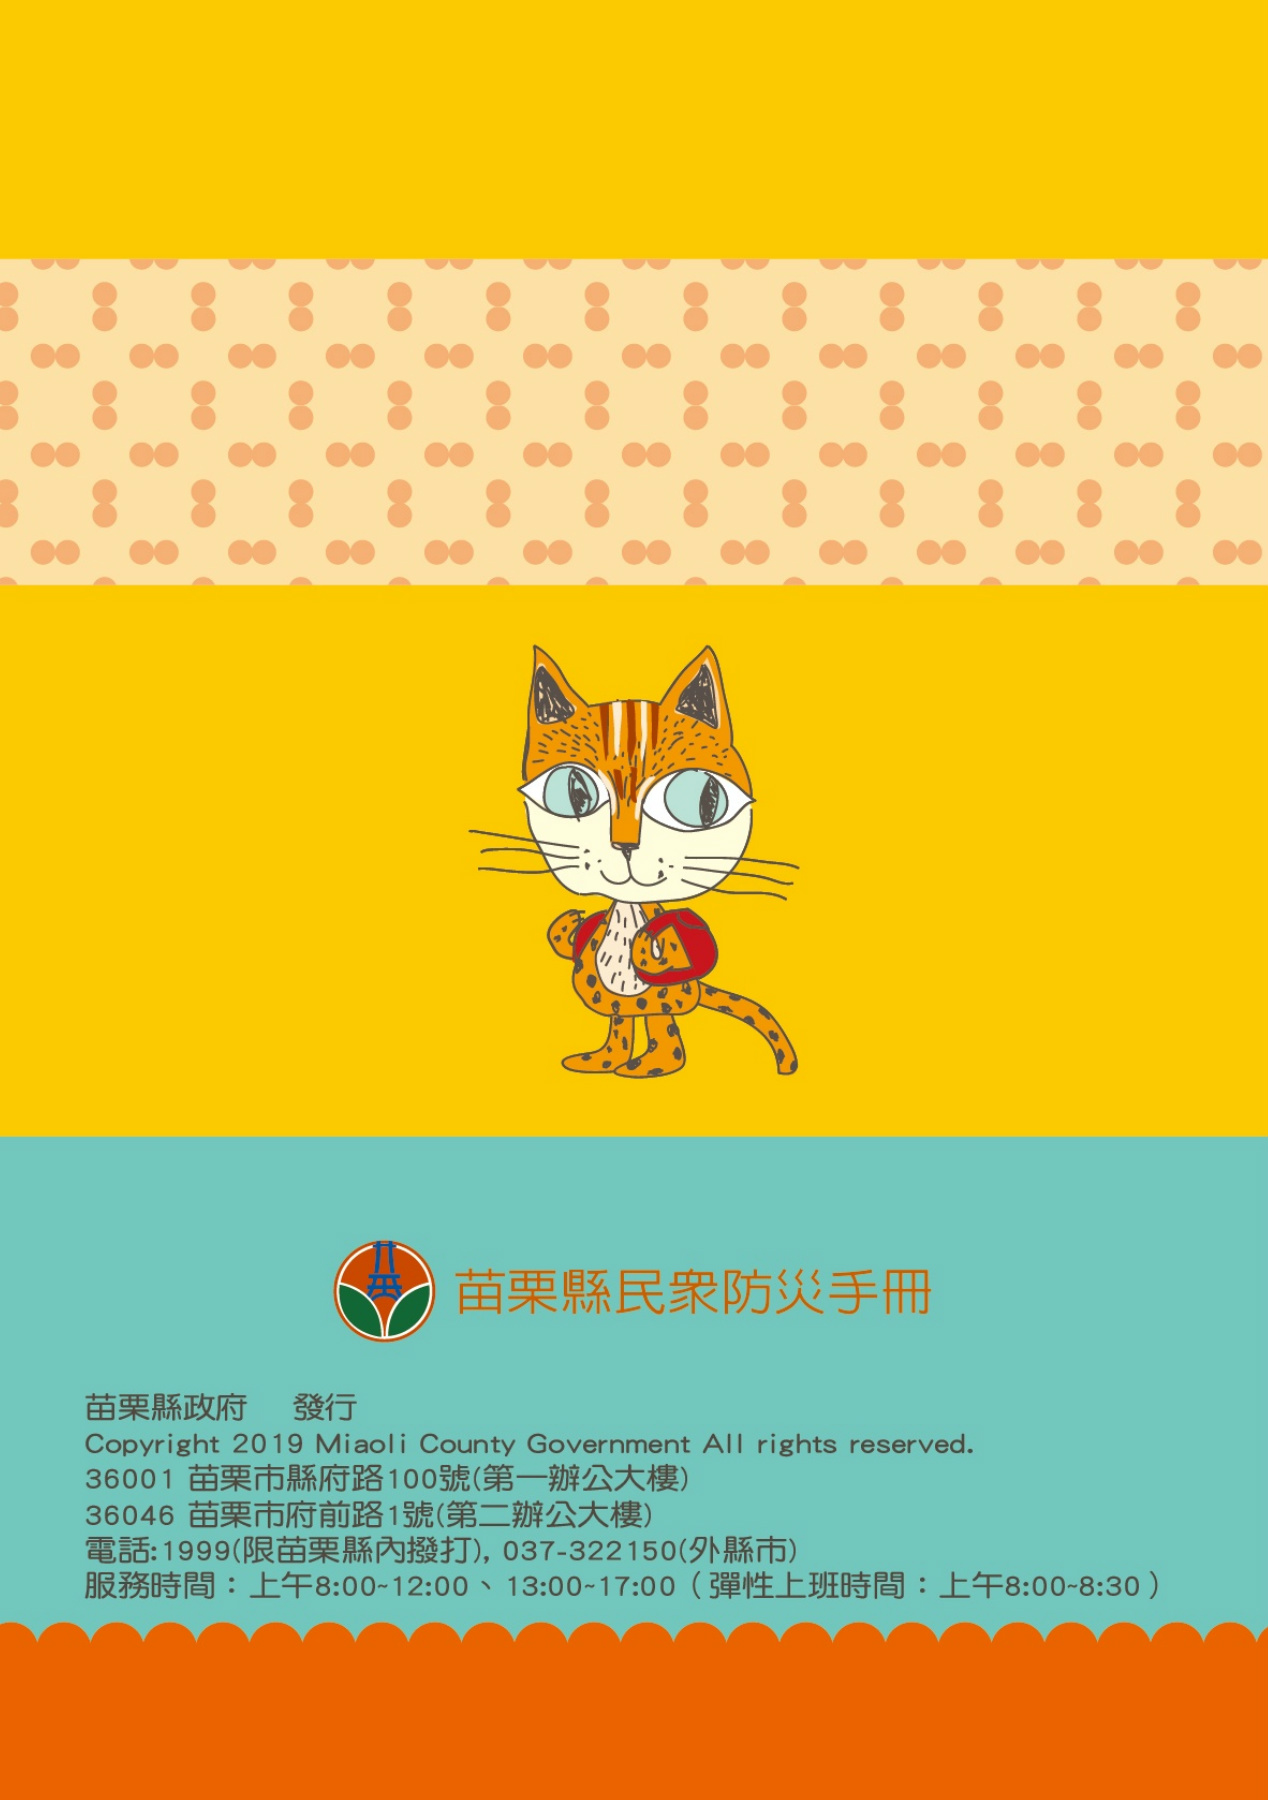 苗栗縣民眾防災手冊
苗栗縣政府 發行
Copyright 2019 Miaoli County Government All rights reserved.
36001 苗栗市縣府路100號(第一辦公大樓)
36046 苗栗市府前路1號(第二辦公大樓)
電話:1999(限苗栗縣內撥打), 037-322150(外縣市)
服務時間：上午8:00~12:00、13:00~17:00（彈性上班時間：上午8:00~8:30）